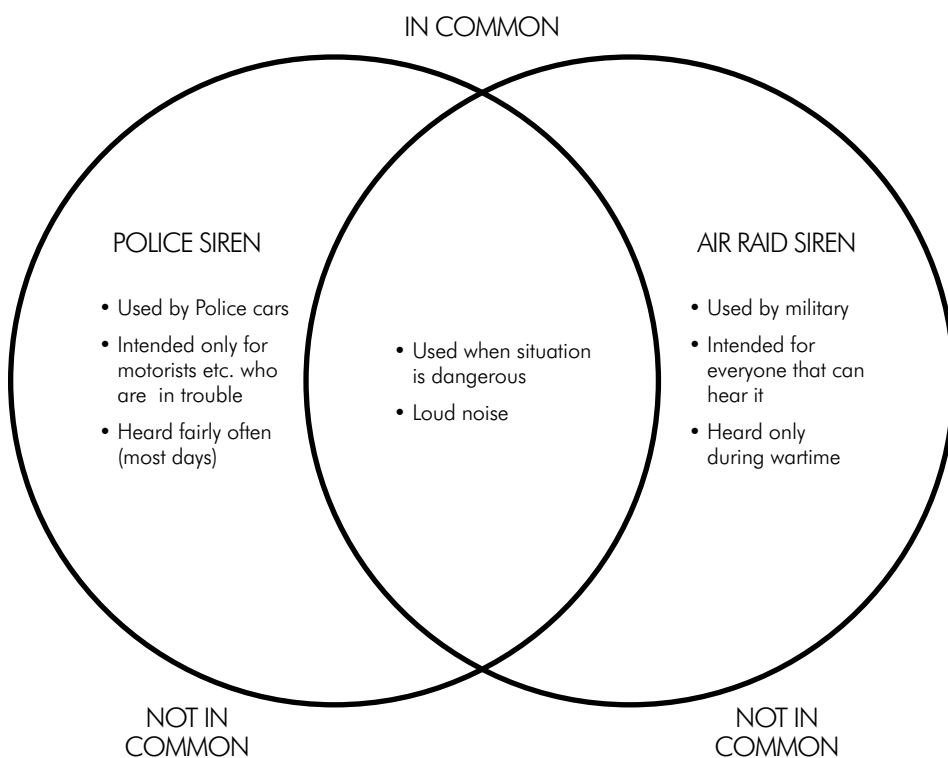 IN COMMON
POLICE SIREN
• Used by Police cars
• Intended only for
motorists etc. who
are in trouble
• Heard fairly often
(most days)
• Used when situation
is dangerous
• Loud noise
AIR RAID SIREN
• Used by military
• Intended for
everyone that can
hear it
• Heard only
during wartime
NOT IN
COMMON
NOT IN
COMMON